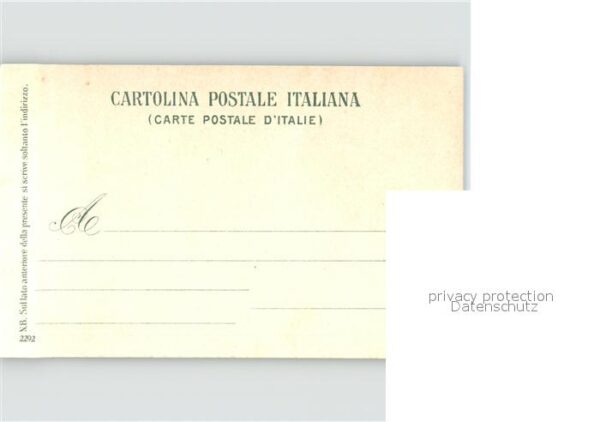 CARTOLINA POSTALE ITALIANA
(CARTE POSTALE D'ITALIE)
A
XB. Sul lato anteriore della presente si scrive soltanto l'indirizzo.
2292
privacy protection
Datenschutz